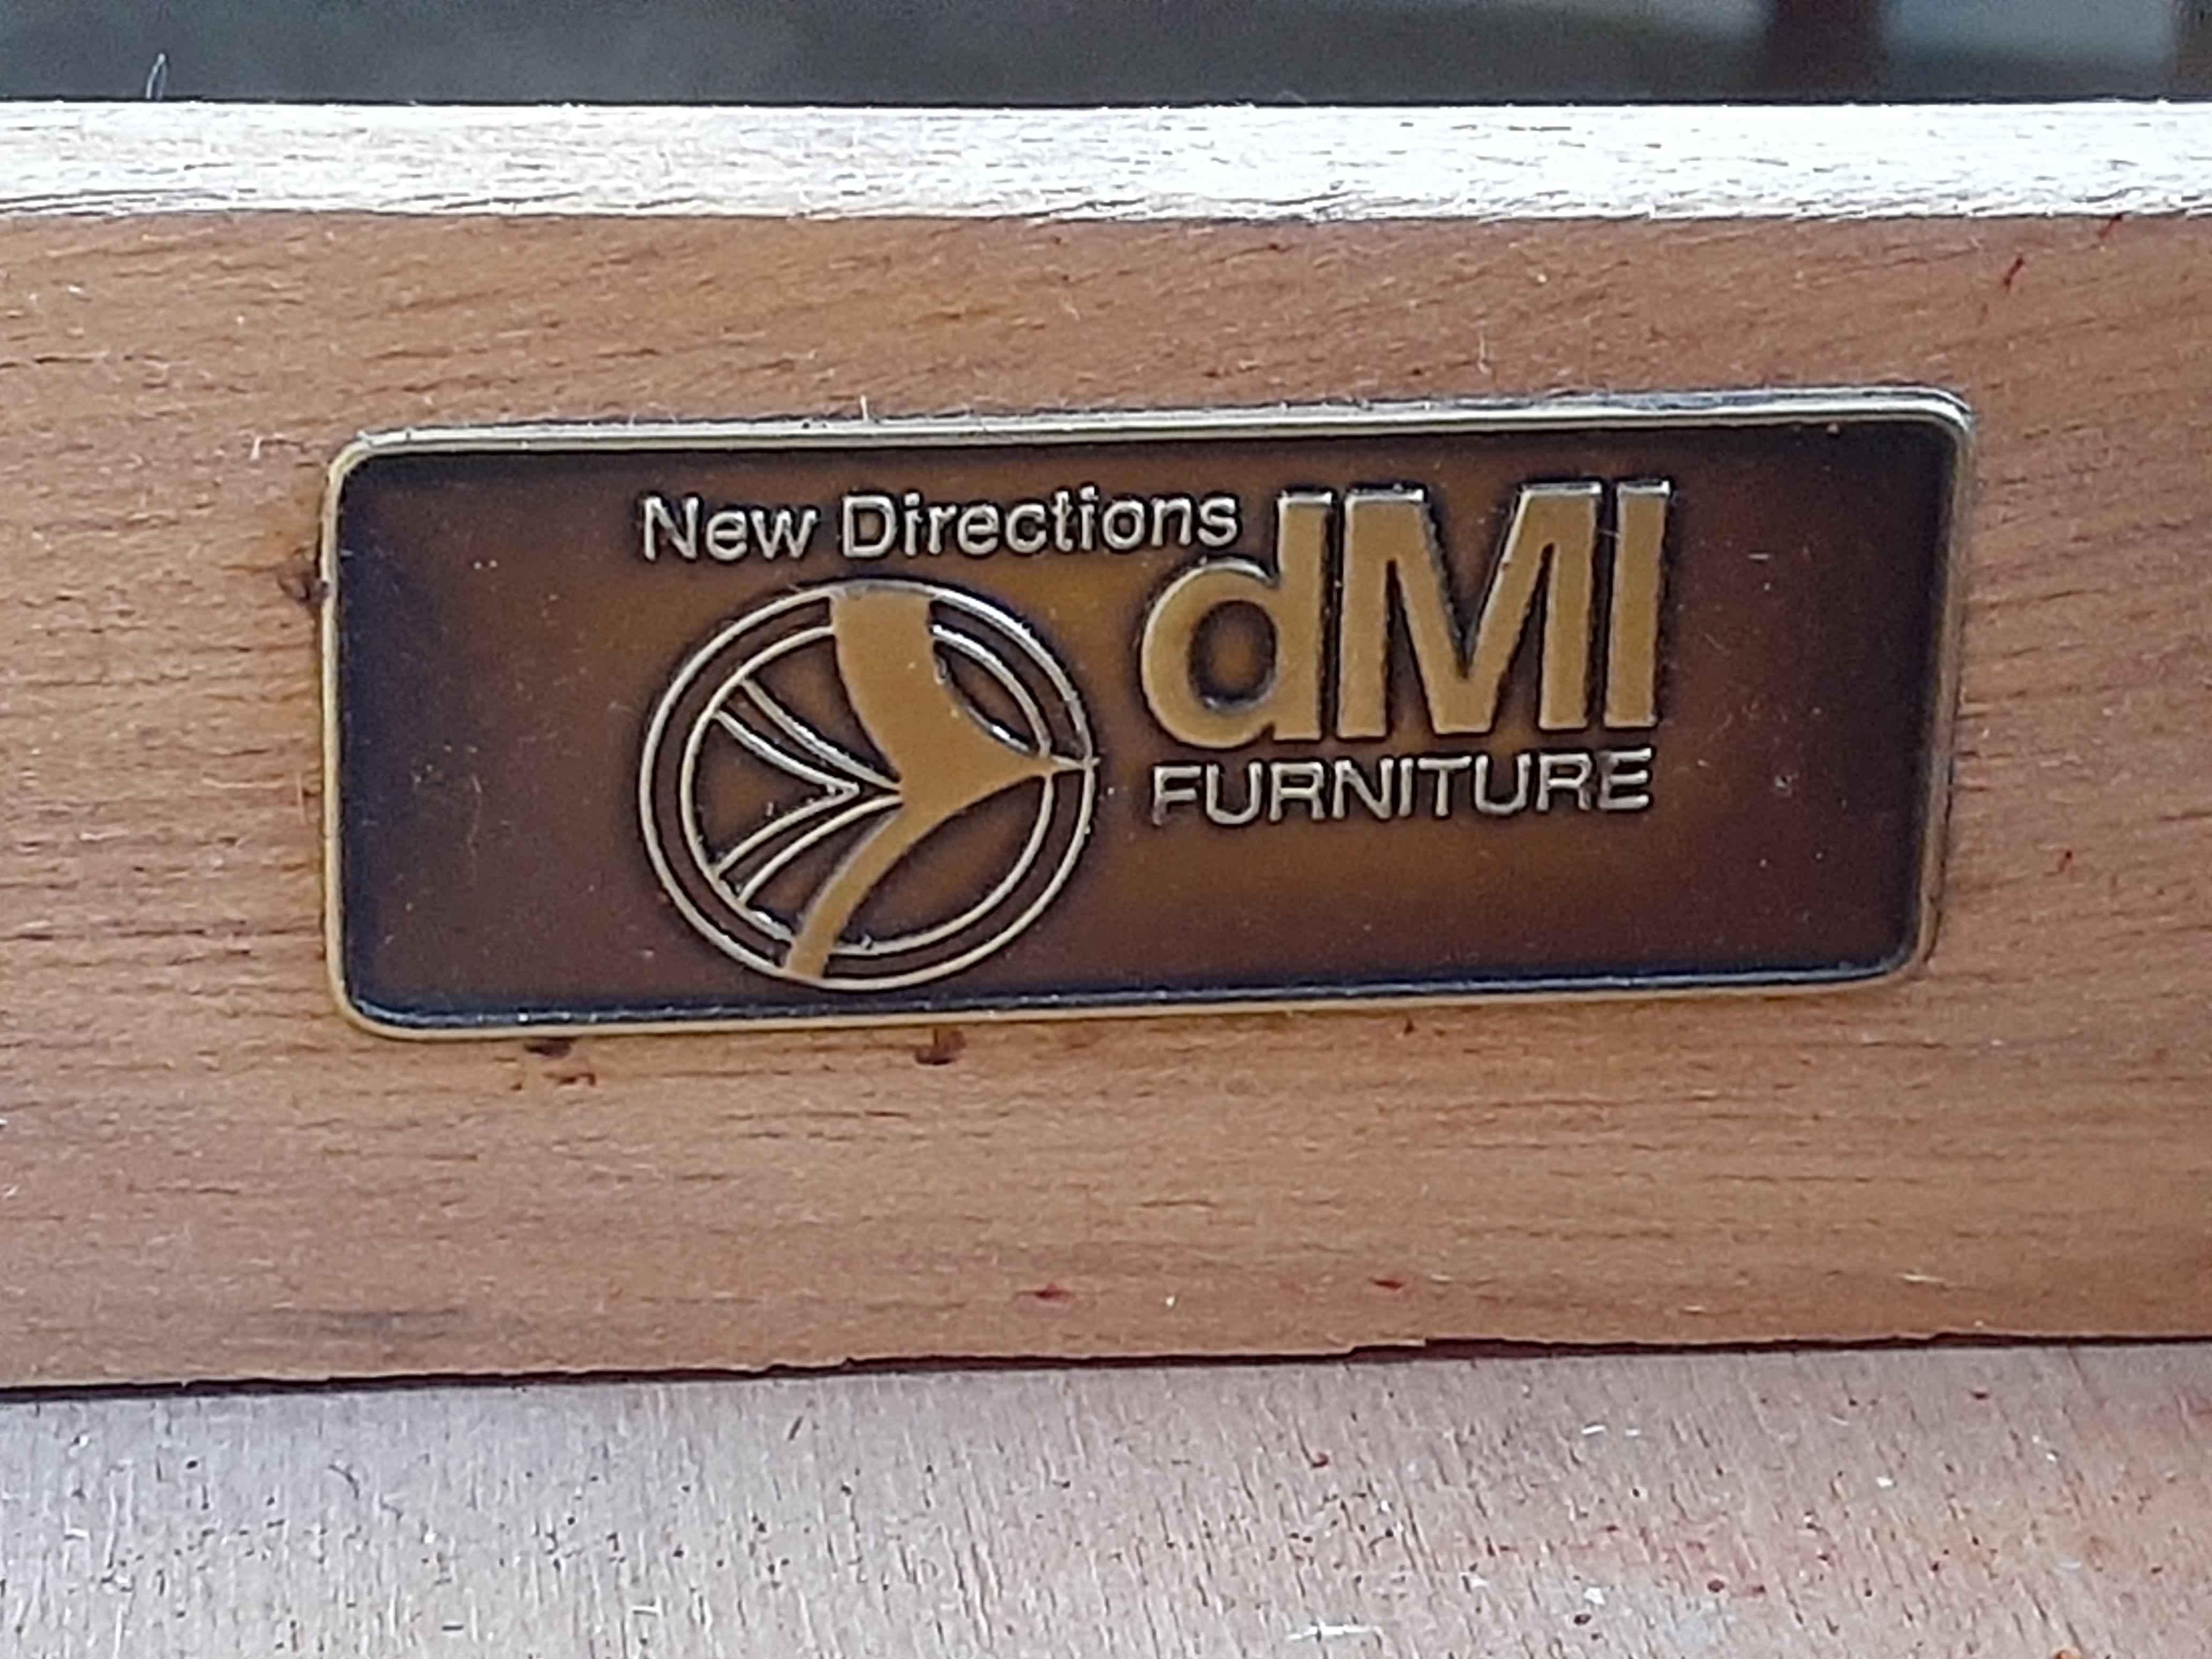 New Directions
dMI
FURNITURE